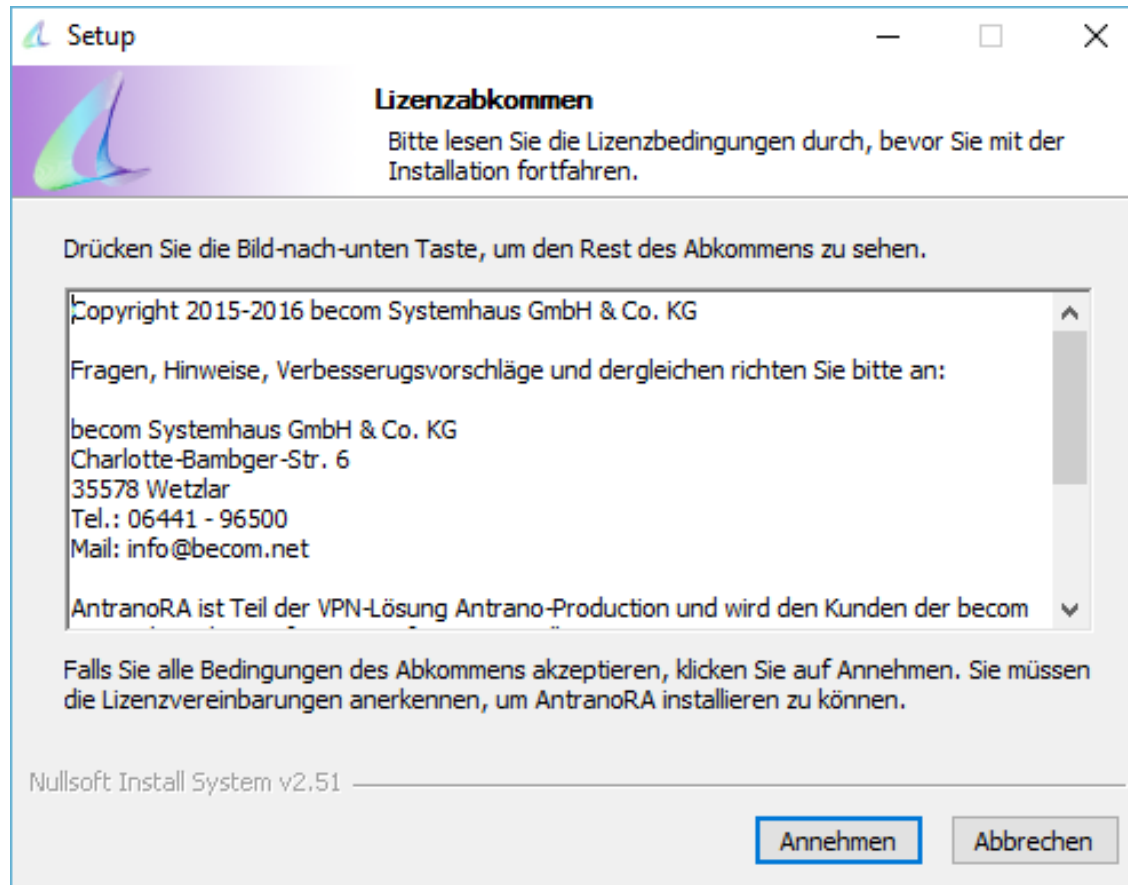 Setup
Lizenzabkommen
Bitte lesen Sie die Lizenzbedingungen durch, bevor Sie mit der
Installation fortfahren.
Drücken Sie die Bild-nach-unten Taste, um den Rest des Abkommens zu sehen.
Copyright 2015-2016 becom Systemhaus GmbH & Co. KG
Fragen, Hinweise, Verbesserugsvorschläge und dergleichen richten Sie bitte an:
becom Systemhaus GmbH & Co. KG
Charlotte-Bambger-Str. 6
35578 Wetzlar
Tel.: 06441 - 96500
Mail: info@becom.net
AntranoRA ist Teil der VPN-Lösung Antrano-Production und wird den Kunden der becom
Falls Sie alle Bedingungen des Abkommens akzeptieren, klicken Sie auf Annehmen. Sie müssen
die Lizenzvereinbarungen anerkennen, um AntranoRA installieren zu können.
Nullsoft Install System v2.51
Annehmen
Abbrechen